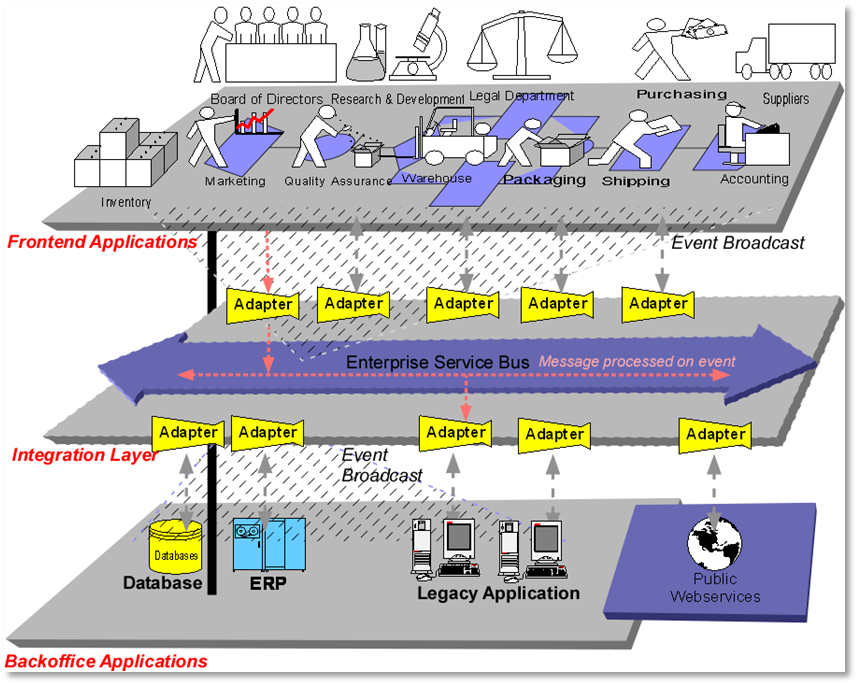 Board of Directors
Research & Development
Legal Department
Purchasing
Suppliers
Inventory
Marketing
Quality Assurance
Warehouse
Packaging
Shipping
Accounting
Frontend Applications
Event Broadcast
Adapter
Adapter
Adapter
Adapter
Adapter
Enterprise Service Bus
Message processed on event
Adapter
Adapter
Adapter
Adapter
Adapter
Integration Layer
Event
Broadcast
Databases
Database
ERP
Legacy Application
Public
Webservices
Backoffice Applications